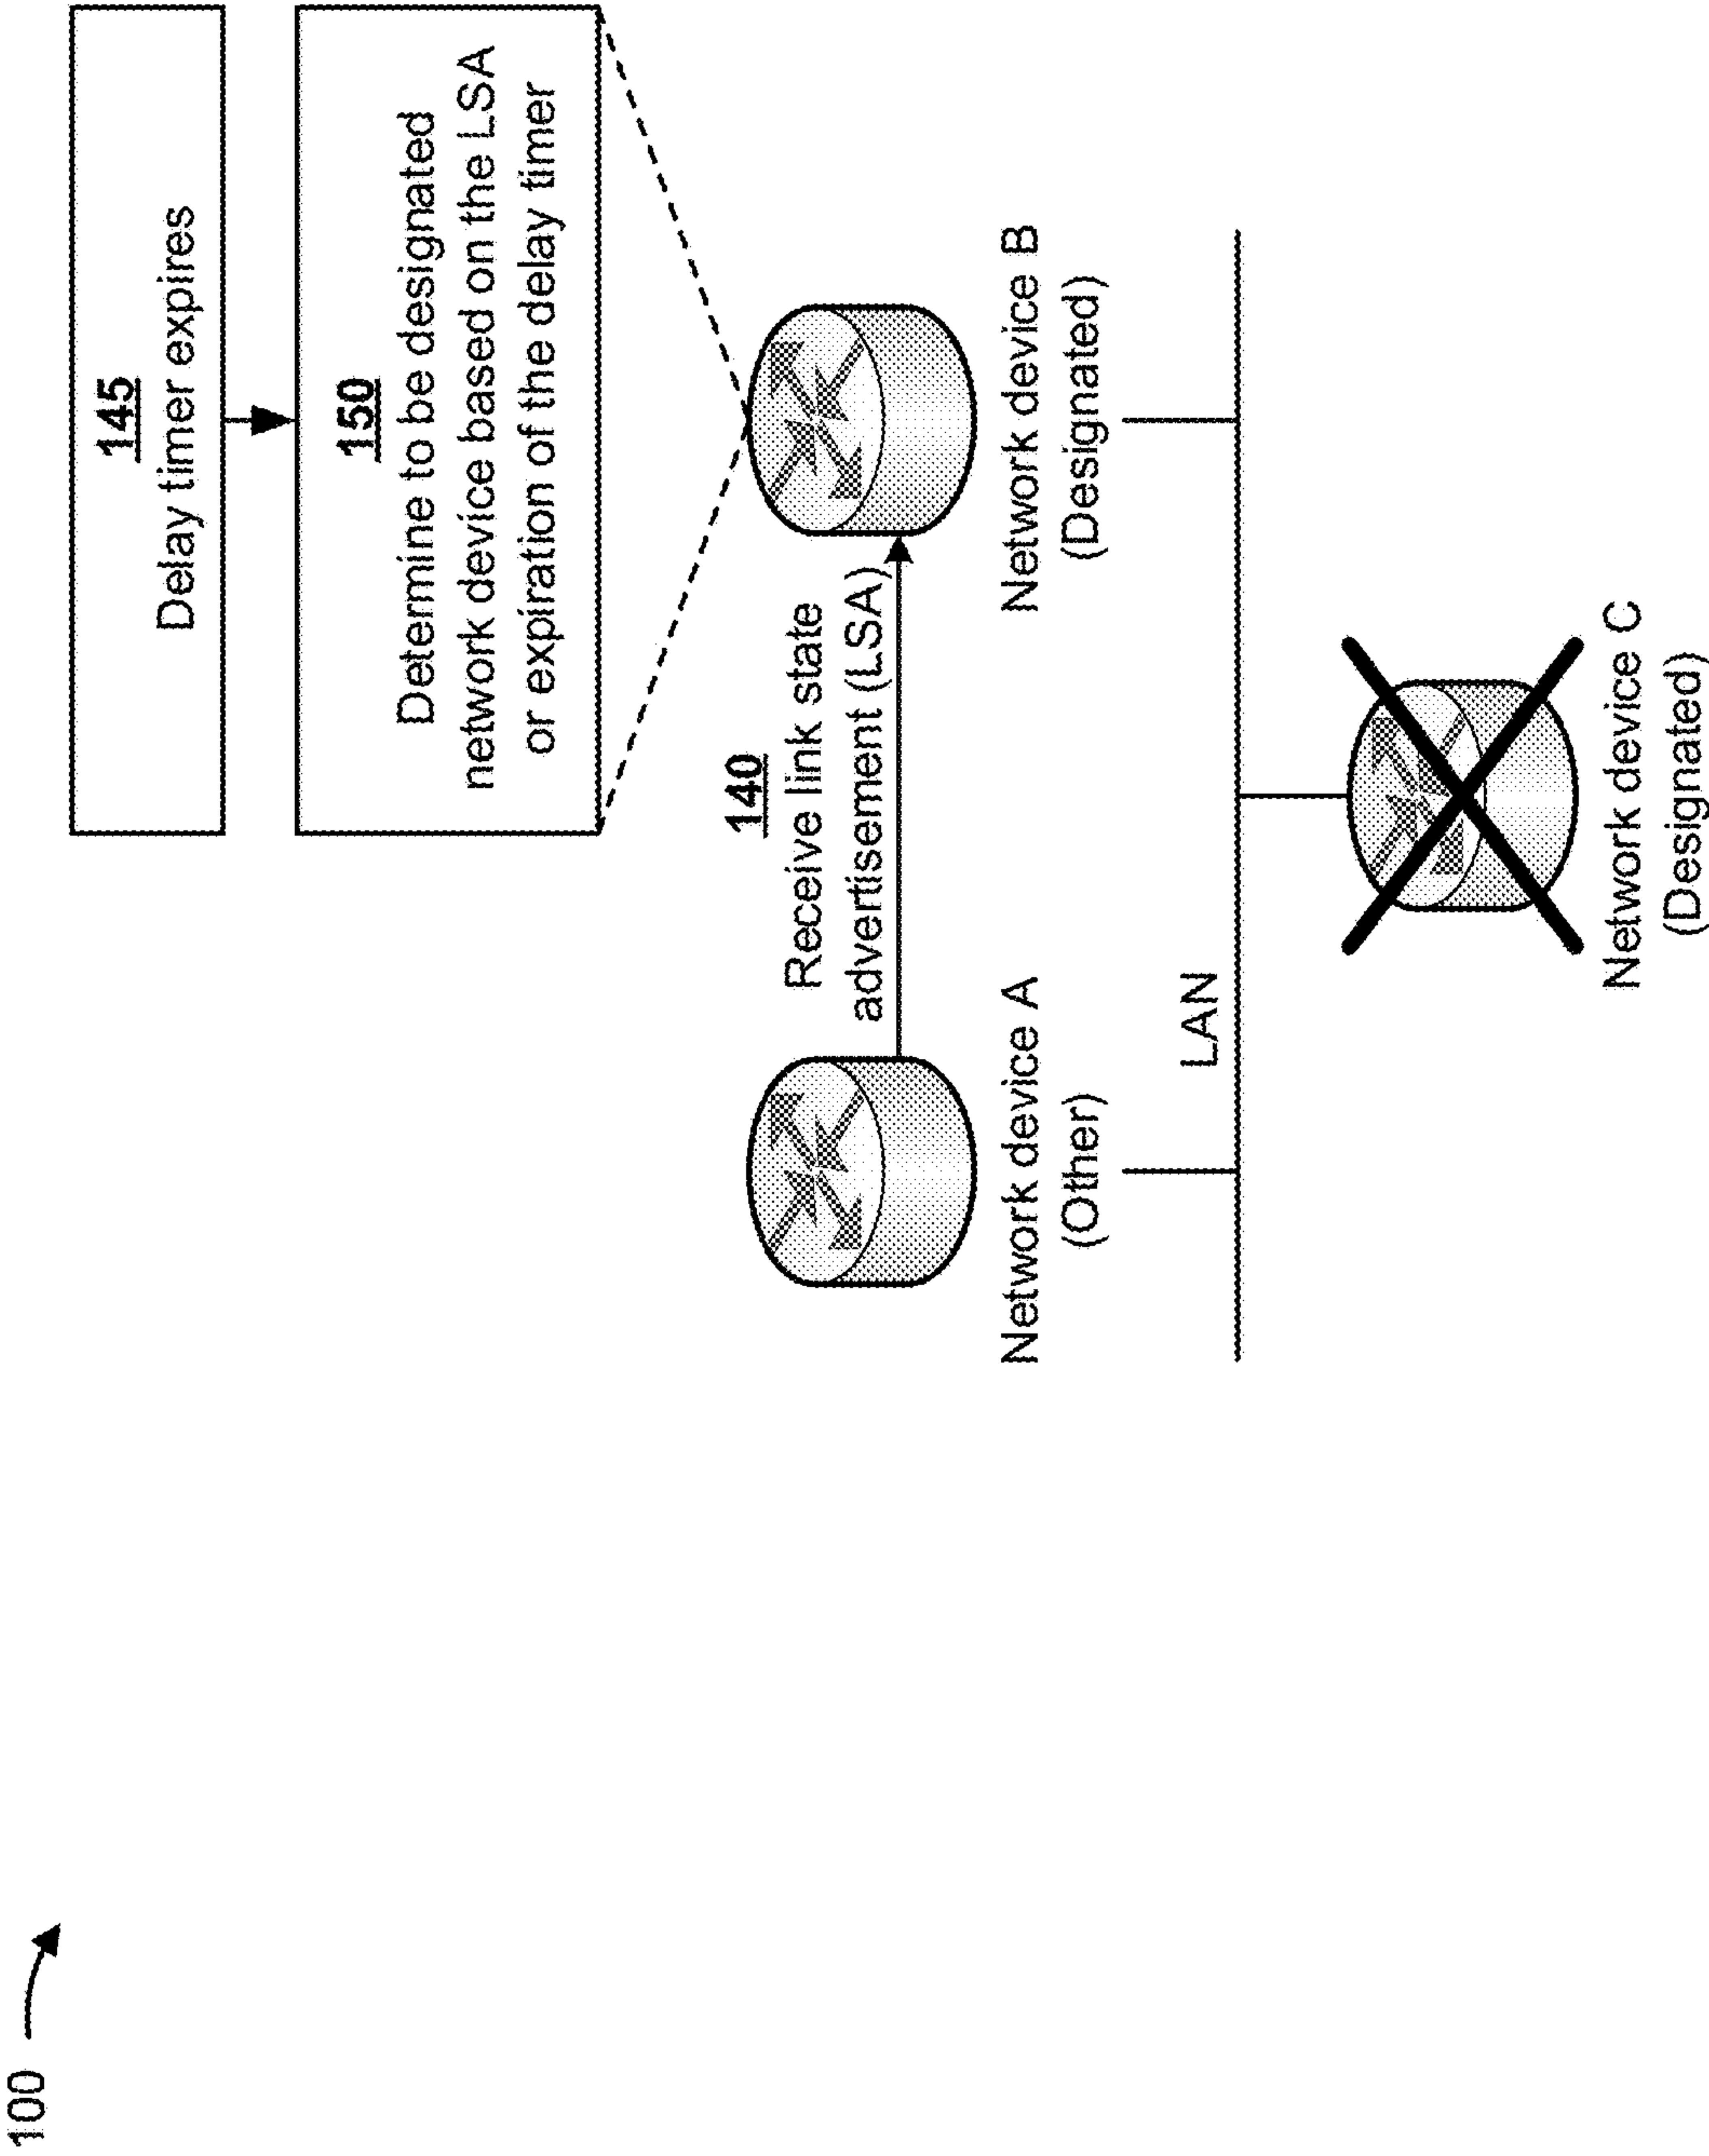 100
145
Delay timer expires
150
Determine to be designated
network device based on the LSA
or expiration of the delay timer
140
Receive link state
advertisement (LSA)
Network device A
(Other)
Network device B
(Designated)
LAN
Network device C
(Designated)